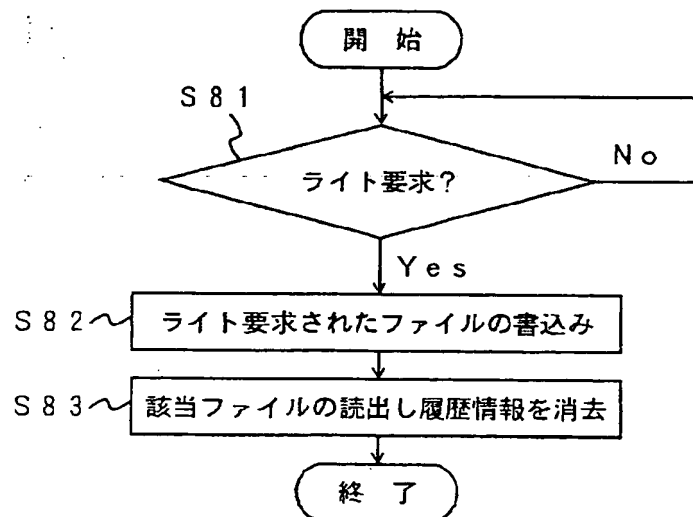 開 始
S81
ライト要求?
No
Yes
S82
ライト要求されたファイルの書込み
S83
該当ファイルの読出し履歴情報を消去
終 了